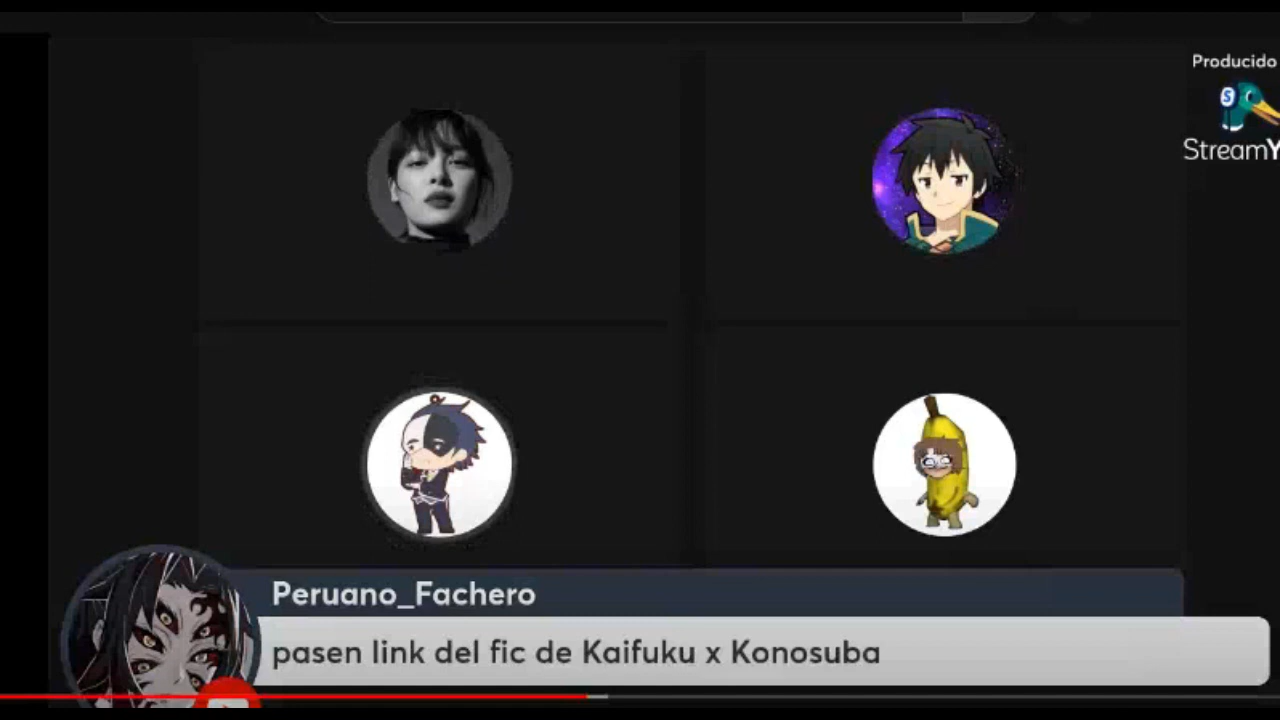 Producido
StreamY
Peruano_Fachero
pasen link del fic de Kaifuku x Konosuba